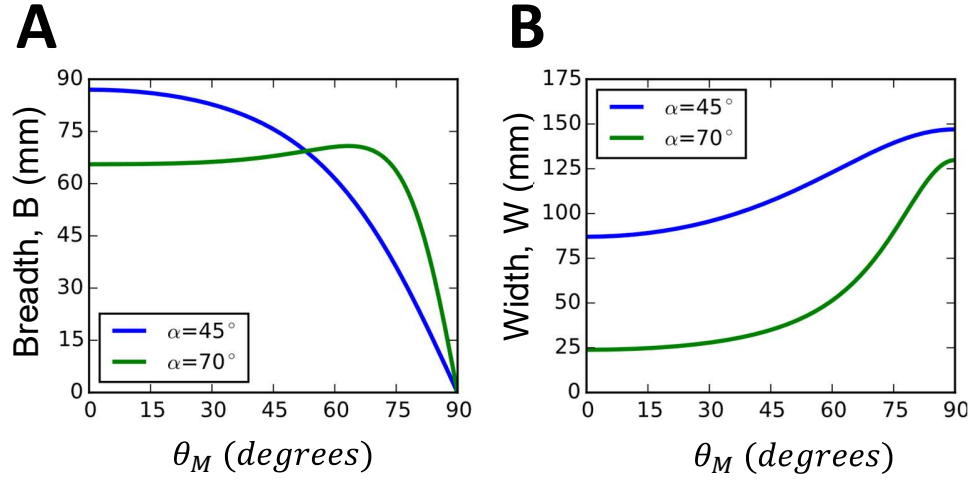 A
90
75
60
45
30
15
0
Breadth, B (mm)
α=45°
α=70°
0 15 30 45 60 75 90
θ_M (degrees)
B
175
150
125
100
75
50
25
0
Width, W (mm)
α=45°
α=70°
0 15 30 45 60 75 90
θ_M (degrees)